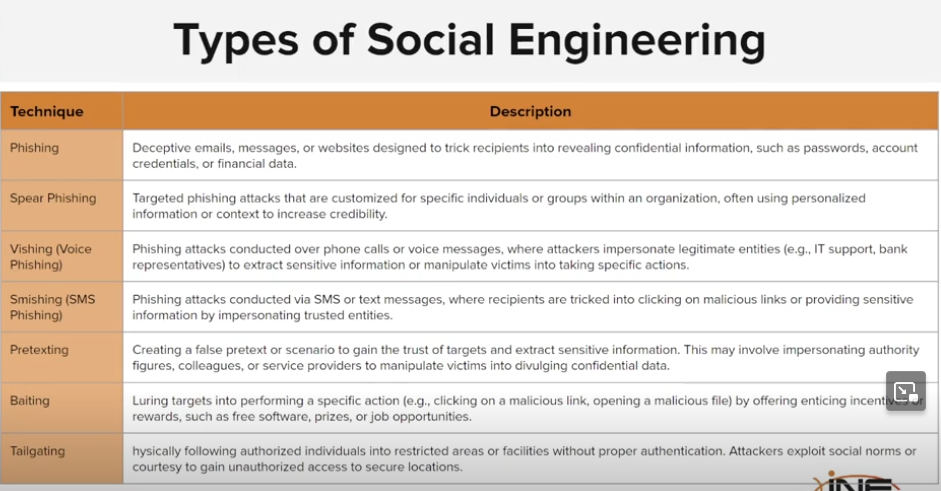 Types of Social Engineering
Technique
Description
Phishing
Deceptive emails, messages, or websites designed to trick recipients into revealing confidential information, such as passwords, account
credentials, or financial data.
Spear Phishing
Targeted phishing attacks that are customized for specific individuals or groups within an organization, often using personalized
information or context to increase credibility.
Vishing (Voice
Phishing)
Phishing attacks conducted over phone calls or voice messages, where attackers impersonate legitimate entities (e.g., IT support, bank
representatives) to extract sensitive information or manipulate victims into taking specific actions.
Smishing (SMS
Phishing)
Phishing attacks conducted via SMS or text messages, where recipients are tricked into clicking on malicious links or providing sensitive
information by impersonating trusted entities.
Pretexting
Creating a false pretext or scenario to gain the trust of targets and extract sensitive information. This may involve impersonating authority
figures, colleagues, or service providers to manipulate victims into divulging confidential data.
Baiting
Luring targets into performing a specific action (e.g., clicking on a malicious link, opening a malicious file) by offering enticing incentives or
rewards, such as free software, prizes, or job opportunities.
Tailgating
hysically following authorized individuals into restricted areas or facilities without proper authentication. Attackers exploit social norms or
courtesy to gain unauthorized access to secure locations.
INE